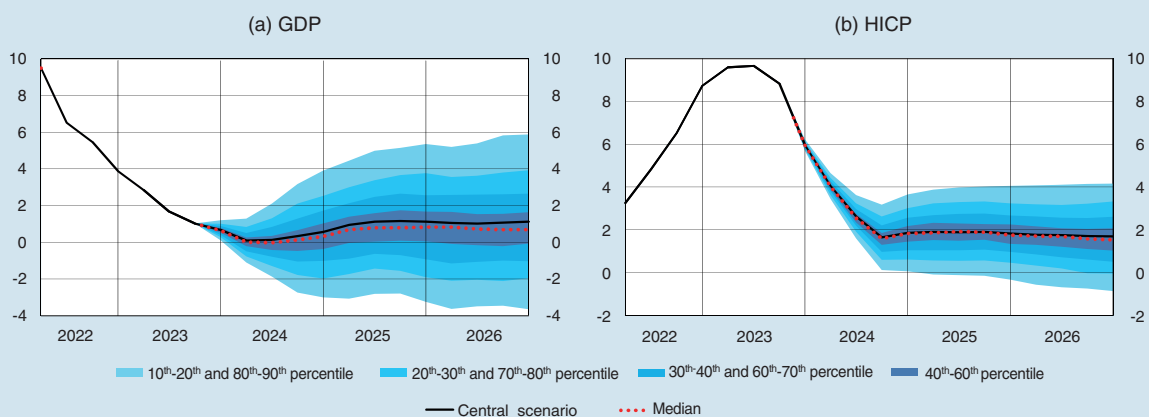 (a) GDP
(b) HICP
10 10 10 10
8 8 8 8
6 6 6 6
4 4 4 4
2 2 2 2
0 0 0 0
-2 -2 -2 -2
-4 -4
2022 2023 2024 2025 2026 2022 2023 2024 2025 2026
10th-20th and 80th-90th percentile 20th-30th and 70th-80th percentile 30th-40th and 60th-70th percentile 40th-60th percentile
Central scenario Median